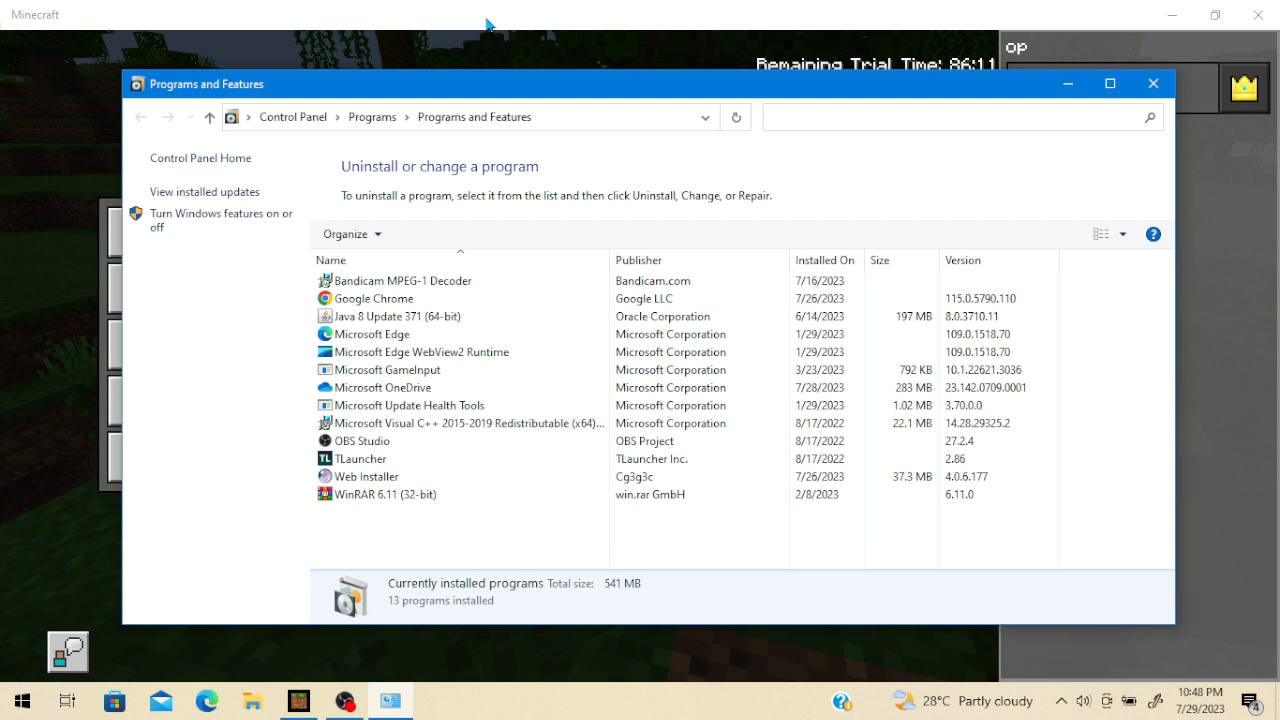 Minecraft
op
Remaining Trial Time: 86:11
Programs and Features
Control Panel > Programs > Programs and Features
Control Panel Home
View installed updates
Turn Windows features on or
off
Uninstall or change a program
To uninstall a program, select it from the list and then click Uninstall, Change, or Repair.
Organize
Name Publisher Installed On Size Version
Bandicam MPEG-1 Decoder Bandicam.com 7/16/2023
Google Chrome Google LLC 7/26/2023 115.0.5790.110
Java 8 Update 371 (64-bit) Oracle Corporation 6/14/2023 197 MB 8.0.3710.11
Microsoft Edge Microsoft Corporation 1/29/2023 109.0.1518.70
Microsoft Edge WebView2 Runtime Microsoft Corporation 1/29/2023 109.0.1518.70
Microsoft GameInput Microsoft Corporation 3/23/2023 792 KB 10.1.22621.3036
Microsoft OneDrive Microsoft Corporation 7/28/2023 283 MB 23.142.0709.0001
Microsoft Update Health Tools Microsoft Corporation 1/29/2023 1.02 MB 3.70.0.0
Microsoft Visual C++ 2015-2019 Redistributable (x64)... Microsoft Corporation 8/17/2022 22.1 MB 14.28.29325.2
OBS Studio OBS Project 8/17/2022 27.2.4
TL TLauncher TLauncher Inc. 8/17/2022 2.86
Web Installer Cg3g3c 7/26/2023 37.3 MB 4.0.6.177
WinRAR 6.11 (32-bit) win.rar GmbH 2/8/2023 6.11.0
Currently installed programs Total size: 541 MB
13 programs installed
28°C Partly cloudy
10:48 PM
7/29/2023
4